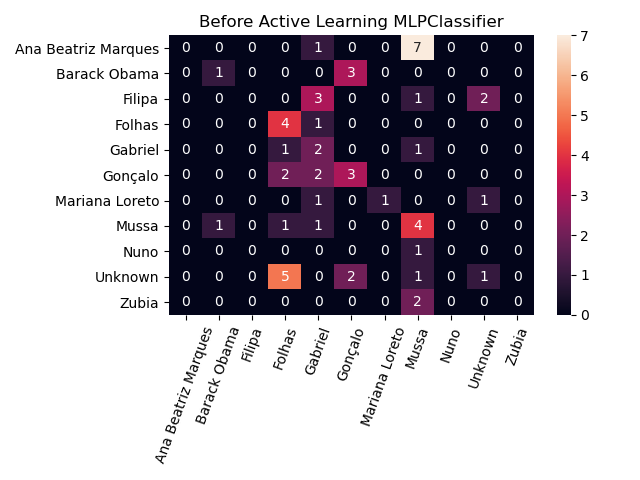 Before Active Learning MLPClassifier
Ana Beatriz Marques 0 0 0 0 1 0 0 7 0 0 0
Barack Obama 0 1 0 0 0 3 0 0 0 0 0
Filipa 0 0 0 0 3 0 0 1 0 2 0
Folhas 0 0 0 4 1 0 0 0 0 0 0
Gabriel 0 0 0 1 2 0 0 1 0 0 0
Gonçalo 0 0 0 2 2 3 0 0 0 0 0
Mariana Loreto 0 0 0 0 1 0 1 0 0 1 0
Mussa 0 1 0 1 1 0 0 4 0 0 0
Nuno 0 0 0 0 0 0 0 1 0 0 0
Unknown 0 0 0 5 0 2 0 1 0 1 0
Zubia 0 0 0 0 0 0 0 2 0 0 0
Ana Beatriz Marques
Barack Obama
Filipa
Folhas
Gabriel
Gonçalo
Mariana Loreto
Mussa
Nuno
Unknown
Zubia
7
6
5
4
3
2
1
0